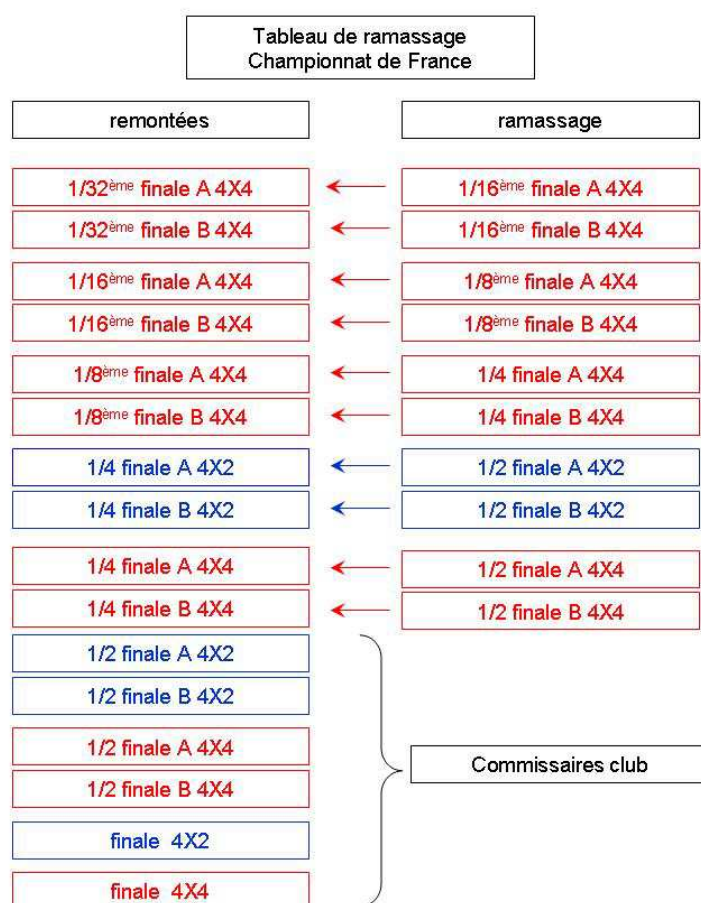 Tableau de ramassage
Championnat de France
remontées ramassage
1/32ème finale A 4X4 1/16ème finale A 4X4
1/32ème finale B 4X4 1/16ème finale B 4X4
1/16ème finale A 4X4 1/8ème finale A 4X4
1/16ème finale B 4X4 1/8ème finale B 4X4
1/8ème finale A 4X4 1/4 finale A 4X4
1/8ème finale B 4X4 1/4 finale B 4X4
1/4 finale A 4X2 1/2 finale A 4X2
1/4 finale B 4X2 1/2 finale B 4X2
1/4 finale A 4X4 1/2 finale A 4X4
1/4 finale B 4X4 1/2 finale B 4X4
1/2 finale A 4X2
1/2 finale B 4X2
1/2 finale A 4X4
1/2 finale B 4X4
Commissaires club
finale 4X2
finale 4X4